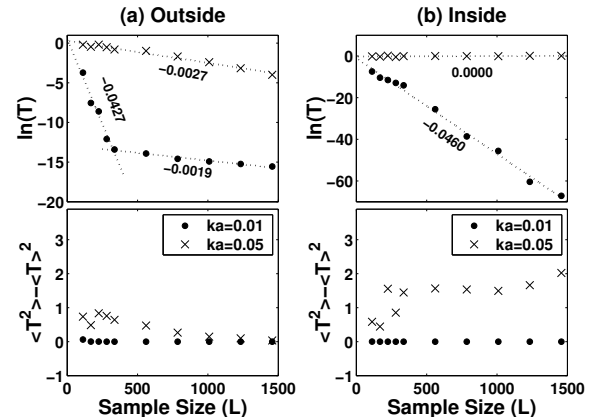 (a) Outside
(b) Inside
0
−5
−10
−15
−20
ln(T)
−0.0027
−0.0427
−0.0019
0
−20
−40
−60
ln(T)
0.0000
−0.0460
3
2
1
0
−1
<T²>−<T>²
ka=0.01
ka=0.05
0 500 1000 1500
Sample Size (L)
3
2
1
0
−1
<T²>−<T>²
ka=0.01
ka=0.05
0 500 1000 1500
Sample Size (L)